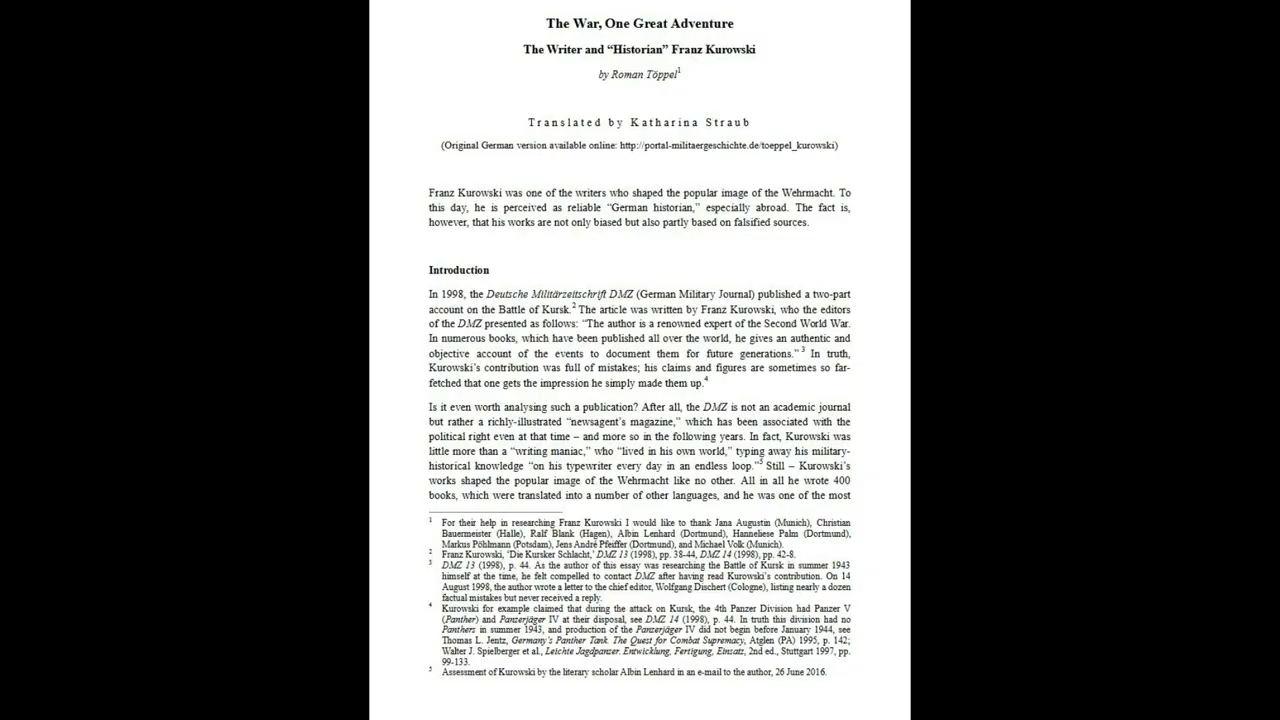 The War, One Great Adventure
The Writer and “Historian” Franz Kurowski
by Roman Töppel1
Translated by Katharina Straub
(Original German version available online: http://portal-militaergeschichte.de/toeppel_kurowski)
Franz Kurowski was one of the writers who shaped the popular image of the Wehrmacht. To
this day, he is perceived as reliable “German historian,” especially abroad. The fact is,
however, that his works are not only biased but also partly based on falsified sources.
Introduction
In 1998, the Deutsche Militärzeitschrift DMZ (German Military Journal) published a two-part
account on the Battle of Kursk.2 The article was written by Franz Kurowski, who the editors
of the DMZ presented as follows: “The author is a renowned expert of the Second World War.
In numerous books, which have been published all over the world, he gives an authentic and
objective account of the events to document them for future generations.” 3 In truth,
Kurowski’s contribution was full of mistakes; his claims and figures are sometimes so far-
fetched that one gets the impression he simply made them up.4
Is it even worth analysing such a publication? After all, the DMZ is not an academic journal
but rather a richly-illustrated “newsagent’s magazine,” which has been associated with the
political right even at that time – and more so in the following years. In fact, Kurowski was
little more than a “writing maniac,” who “lived in his own world,” typing away his military-
historical knowledge “on his typewriter every day in an endless loop.”5 Still – Kurowski’s
works shaped the popular image of the Wehrmacht like no other. All in all he wrote 400
books, which were translated into a number of other languages, and he was one of the most
1 For their help in researching Franz Kurowski I would like to thank Jana Augustin (Munich), Christian
Bauermeister (Halle), Ralf Blank (Hagen), Albin Lenhard (Dortmund), Hanneliese Palm (Dortmund),
Markus Pöhlmann (Potsdam), Jens André Pfeiffer (Dortmund), and Michael Volk (Munich).
2 Franz Kurowski, ‘Die Kursker Schlacht,’ DMZ 13 (1998), pp. 38-44, DMZ 14 (1998), pp. 42-8.
3 DMZ 13 (1998), p. 44. As the author of this essay was researching the Battle of Kursk in summer 1943
himself at the time, he felt compelled to contact DMZ after having read Kurowski’s contribution. On 14
August 1998, the author wrote a letter to the chief editor, Wolfgang Dischert (Cologne), listing nearly a dozen
factual mistakes but never received a reply.
4 Kurowski for example claimed that during the attack on Kursk, the 4th Panzer Division had Panzer V
(Panther) and Panzerjäger IV at their disposal, see DMZ 14 (1998), p. 44. In truth this division had no
Panthers in summer 1943, and production of the Panzerjäger IV did not begin before January 1944, see
Thomas L. Jentz, Germany’s Panther Tank. The Quest for Combat Supremacy, Atglen (PA) 1995, p. 142;
Walter J. Spielberger et al., Leichte Jagdpanzer. Entwicklung, Fertigung, Einsatz, 2nd ed., Stuttgart 1997, pp.
99-133.
5 Assessment of Kurowski by the literary scholar Albin Lenhard in an e-mail to the author, 26 June 2016.